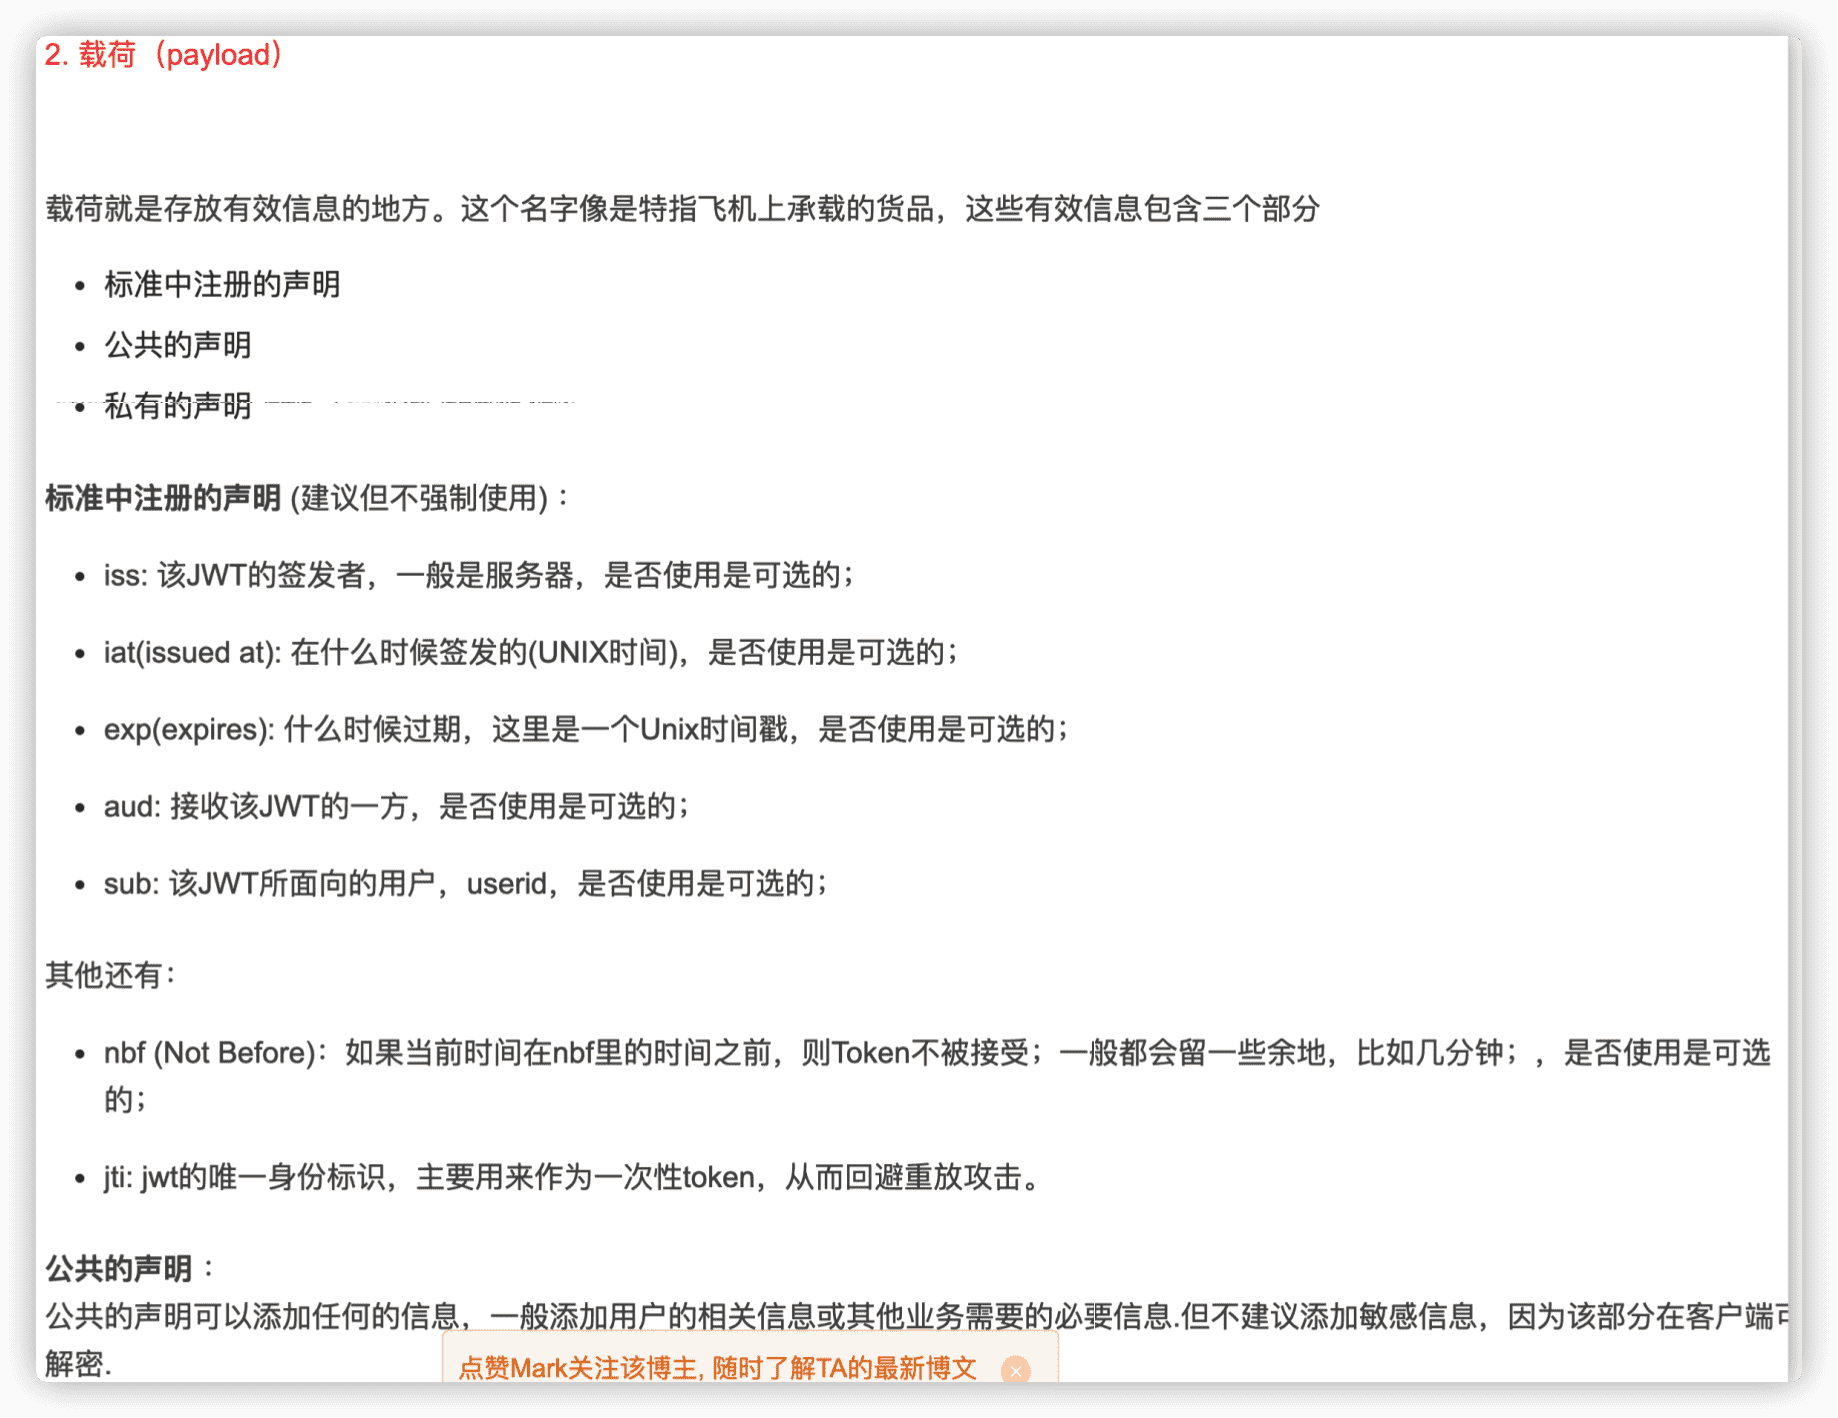 2. 载荷（payload）
载荷就是存放有效信息的地方。这个名字像是特指飞机上承载的货品，这些有效信息包含三个部分
• 标准中注册的声明
• 公共的声明
• 私有的声明
标准中注册的声明 (建议但不强制使用) ：
• iss: 该JWT的签发者，一般是服务器，是否使用是可选的；
• iat(issued at): 在什么时候签发的(UNIX时间)，是否使用是可选的；
• exp(expires): 什么时候过期，这里是一个Unix时间戳，是否使用是可选的；
• aud: 接收该JWT的一方，是否使用是可选的；
• sub: 该JWT所面向的用户，userid，是否使用是可选的；
其他还有：
• nbf (Not Before)：如果当前时间在nbf里的时间之前，则Token不被接受；一般都会留一些余地，比如几分钟；，是否使用是可选
的；
• jti: jwt的唯一身份标识，主要用来作为一次性token，从而回避重放攻击。
公共的声明 ：
公共的声明可以添加任何的信息，一般添加用户的相关信息或其他业务需要的必要信息.但不建议添加敏感信息，因为该部分在客户端可
解密.
点赞Mark关注该博主, 随时了解TA的最新博文